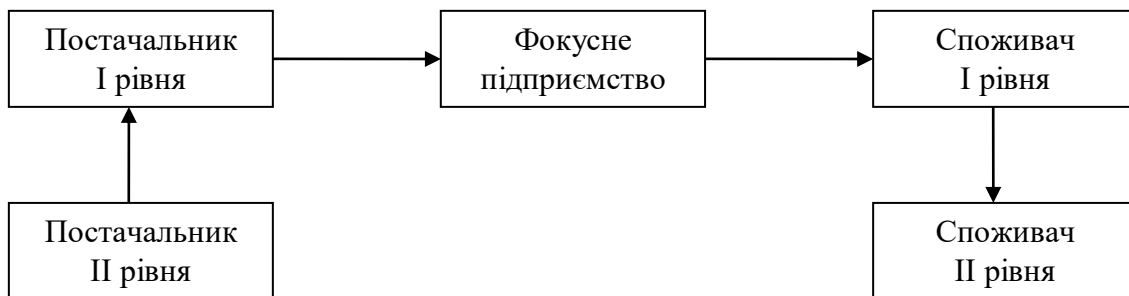 Постачальник
І рівня
Фокусне
підприємство
Споживач
І рівня
Постачальник
ІІ рівня
Споживач
ІІ рівня